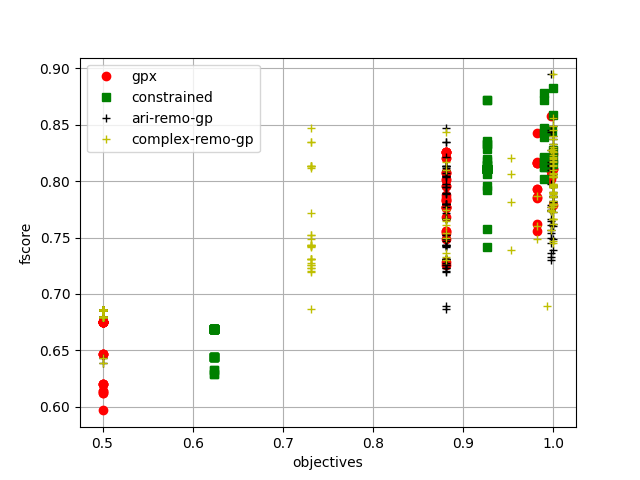 0.90
0.85
0.80
0.75
0.70
0.65
0.60
fscore
gpx
constrained
ari-remo-gp
complex-remo-gp
0.5 0.6 0.7 0.8 0.9 1.0
objectives